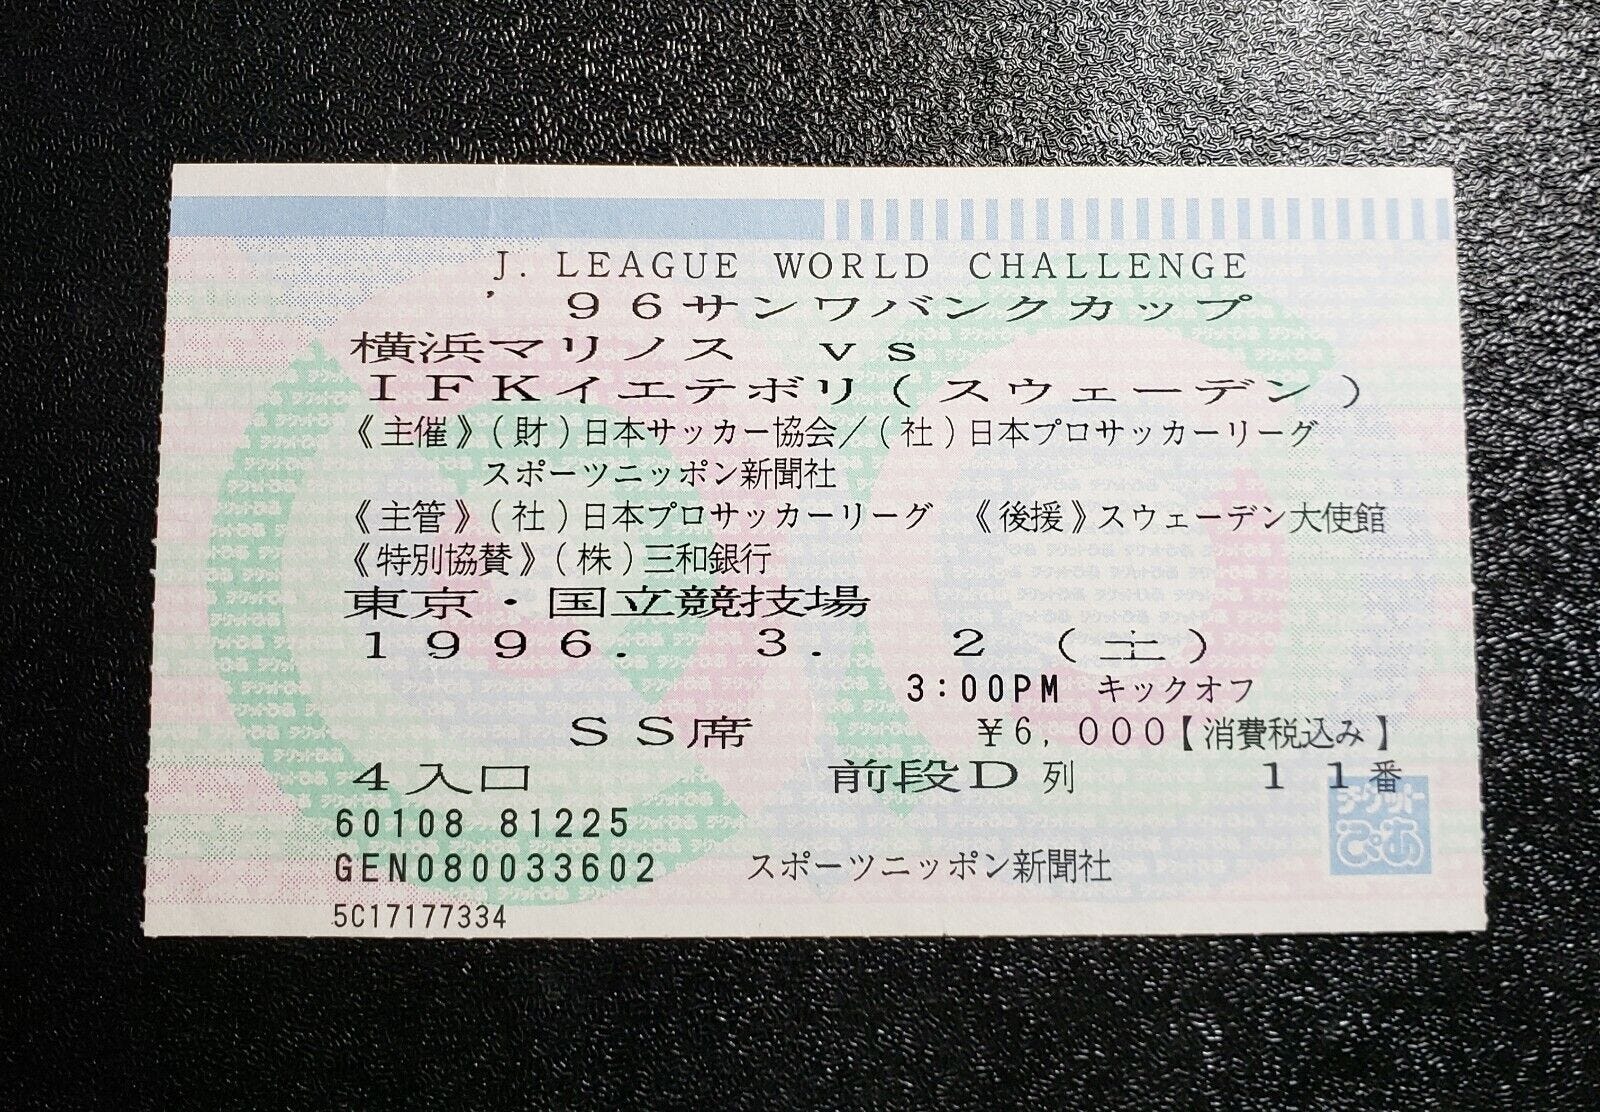 J. LEAGUE WORLD CHALLENGE
'96サンワバンクカップ
横浜マリノス vs
IFKイエテボリ(スウェーデン)
《主催》(財)日本サッカー協会/(社)日本プロサッカーリーグ
スポーツニッポン新聞社
《主管》(社)日本プロサッカーリーグ 《後援》スウェーデン大使館
《特別協賛》(株)三和銀行
東京・国立競技場
1996. 3. 2(土)
3:00PM キックオフ
SS席 ¥6,000【消費税込み】
4入口 前段D列 11番
60108 81225
チケット
ぴあ
GEN080033602 スポーツニッポン新聞社
5C17177334